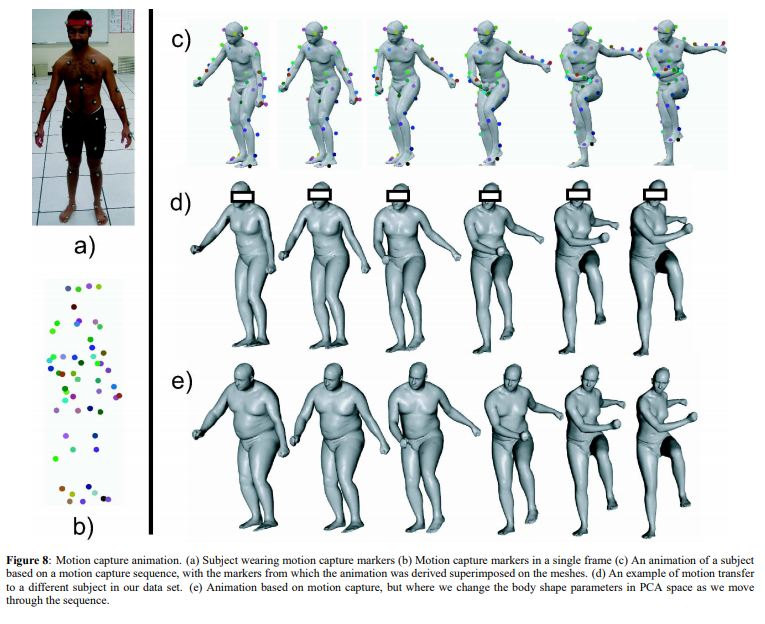 c)
a)
d)
e)
b)
Figure 8: Motion capture animation. (a) Subject wearing motion capture markers (b) Motion capture markers in a single frame (c) An animation of a subject
based on a motion capture sequence, with the markers from which the animation was derived superimposed on the meshes. (d) An example of motion transfer
to a different subject in our data set. (e) Animation based on motion capture, but where we change the body shape parameters in PCA space as we move
through the sequence.